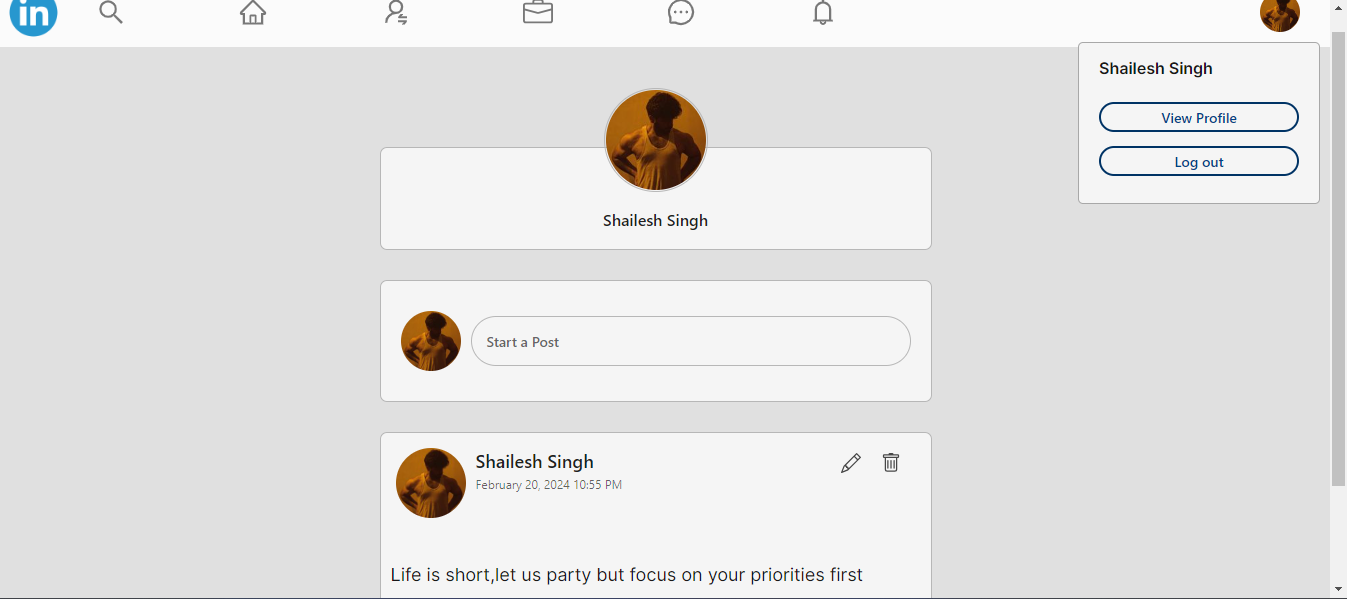 in
Shailesh Singh
View Profile
Log out
Shailesh Singh
Start a Post
Shailesh Singh
February 20, 2024 10:55 PM
Life is short,let us party but focus on your priorities first